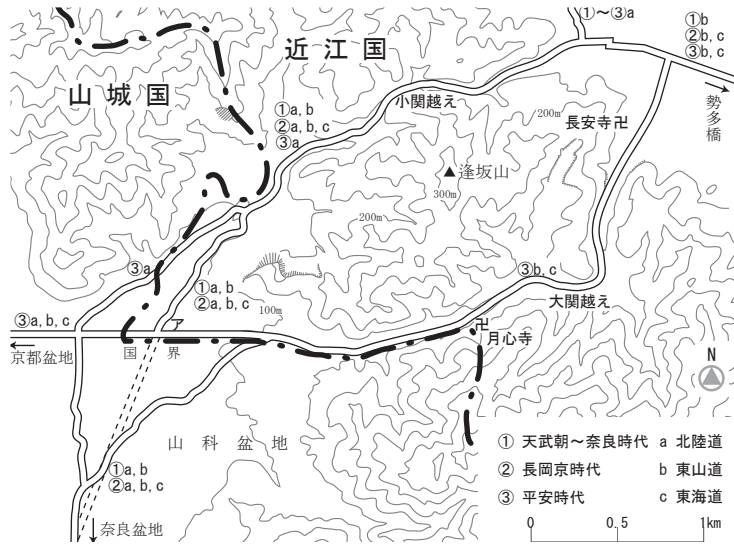 ①~③a
①b
②b, c
③b, c
近江国
山城国
①a, b
②a, b, c
③a
小関越え
200m
長安寺卍
勢多橋
▲逢坂山
300m
200m
③a
①a, b
②a, b, c
③b, c
100m
大関越え
③a, b, c
ア
卍
月心寺
京都盆地
国界
N
山科盆地
①a, b
②a, b, c
奈良盆地
① 天武朝~奈良時代 a 北陸道
② 長岡京時代 b 東山道
③ 平安時代 c 東海道
0 0.5 1km